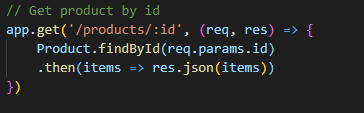 // Get product by id
app.get('/products/:id', (req, res) => {
    Product.findById(req.params.id)
    .then(items => res.json(items))
})